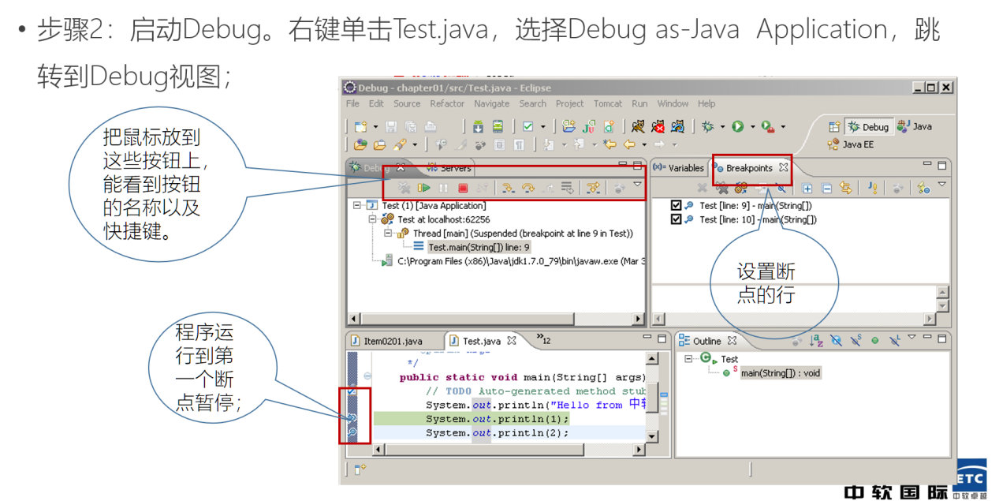 • 步骤2：启动Debug。右键单击Test.java，选择Debug as-Java Application，跳
转到Debug视图；
把鼠标放到
这些按钮上，
能看到按钮
的名称以及
快捷键。
Debug - chapter01/src/Test.java - Eclipse
File Edit Source Refactor Navigate Search Project Tomcat Run Window Help
Debug Java
Java EE
Debug Servers
Test (1) [Java Application]
Test at localhost:62256
Thread [main] (Suspended (breakpoint at line 9 in Test))
Test.main(String[]) line: 9
C:\Program Files (x86)\Java\jdk1.7.0_79\bin\javaw.exe (Mar 3
(x)= Variables Breakpoints
Test [line: 9] - main(String[])
Test [line: 10] - main(String[])
设置断
点的行
程序运
行到第
一个断
点暂停；
Item0201.java Test.java »12
*/
public static void main(String[] args)
// TODO Auto-generated method stub
System.out.println("Hello from 中软
System.out.println(1);
System.out.println(2);
Outline
Test
main(String[]) : void
中软国际
ETC
中软卓越